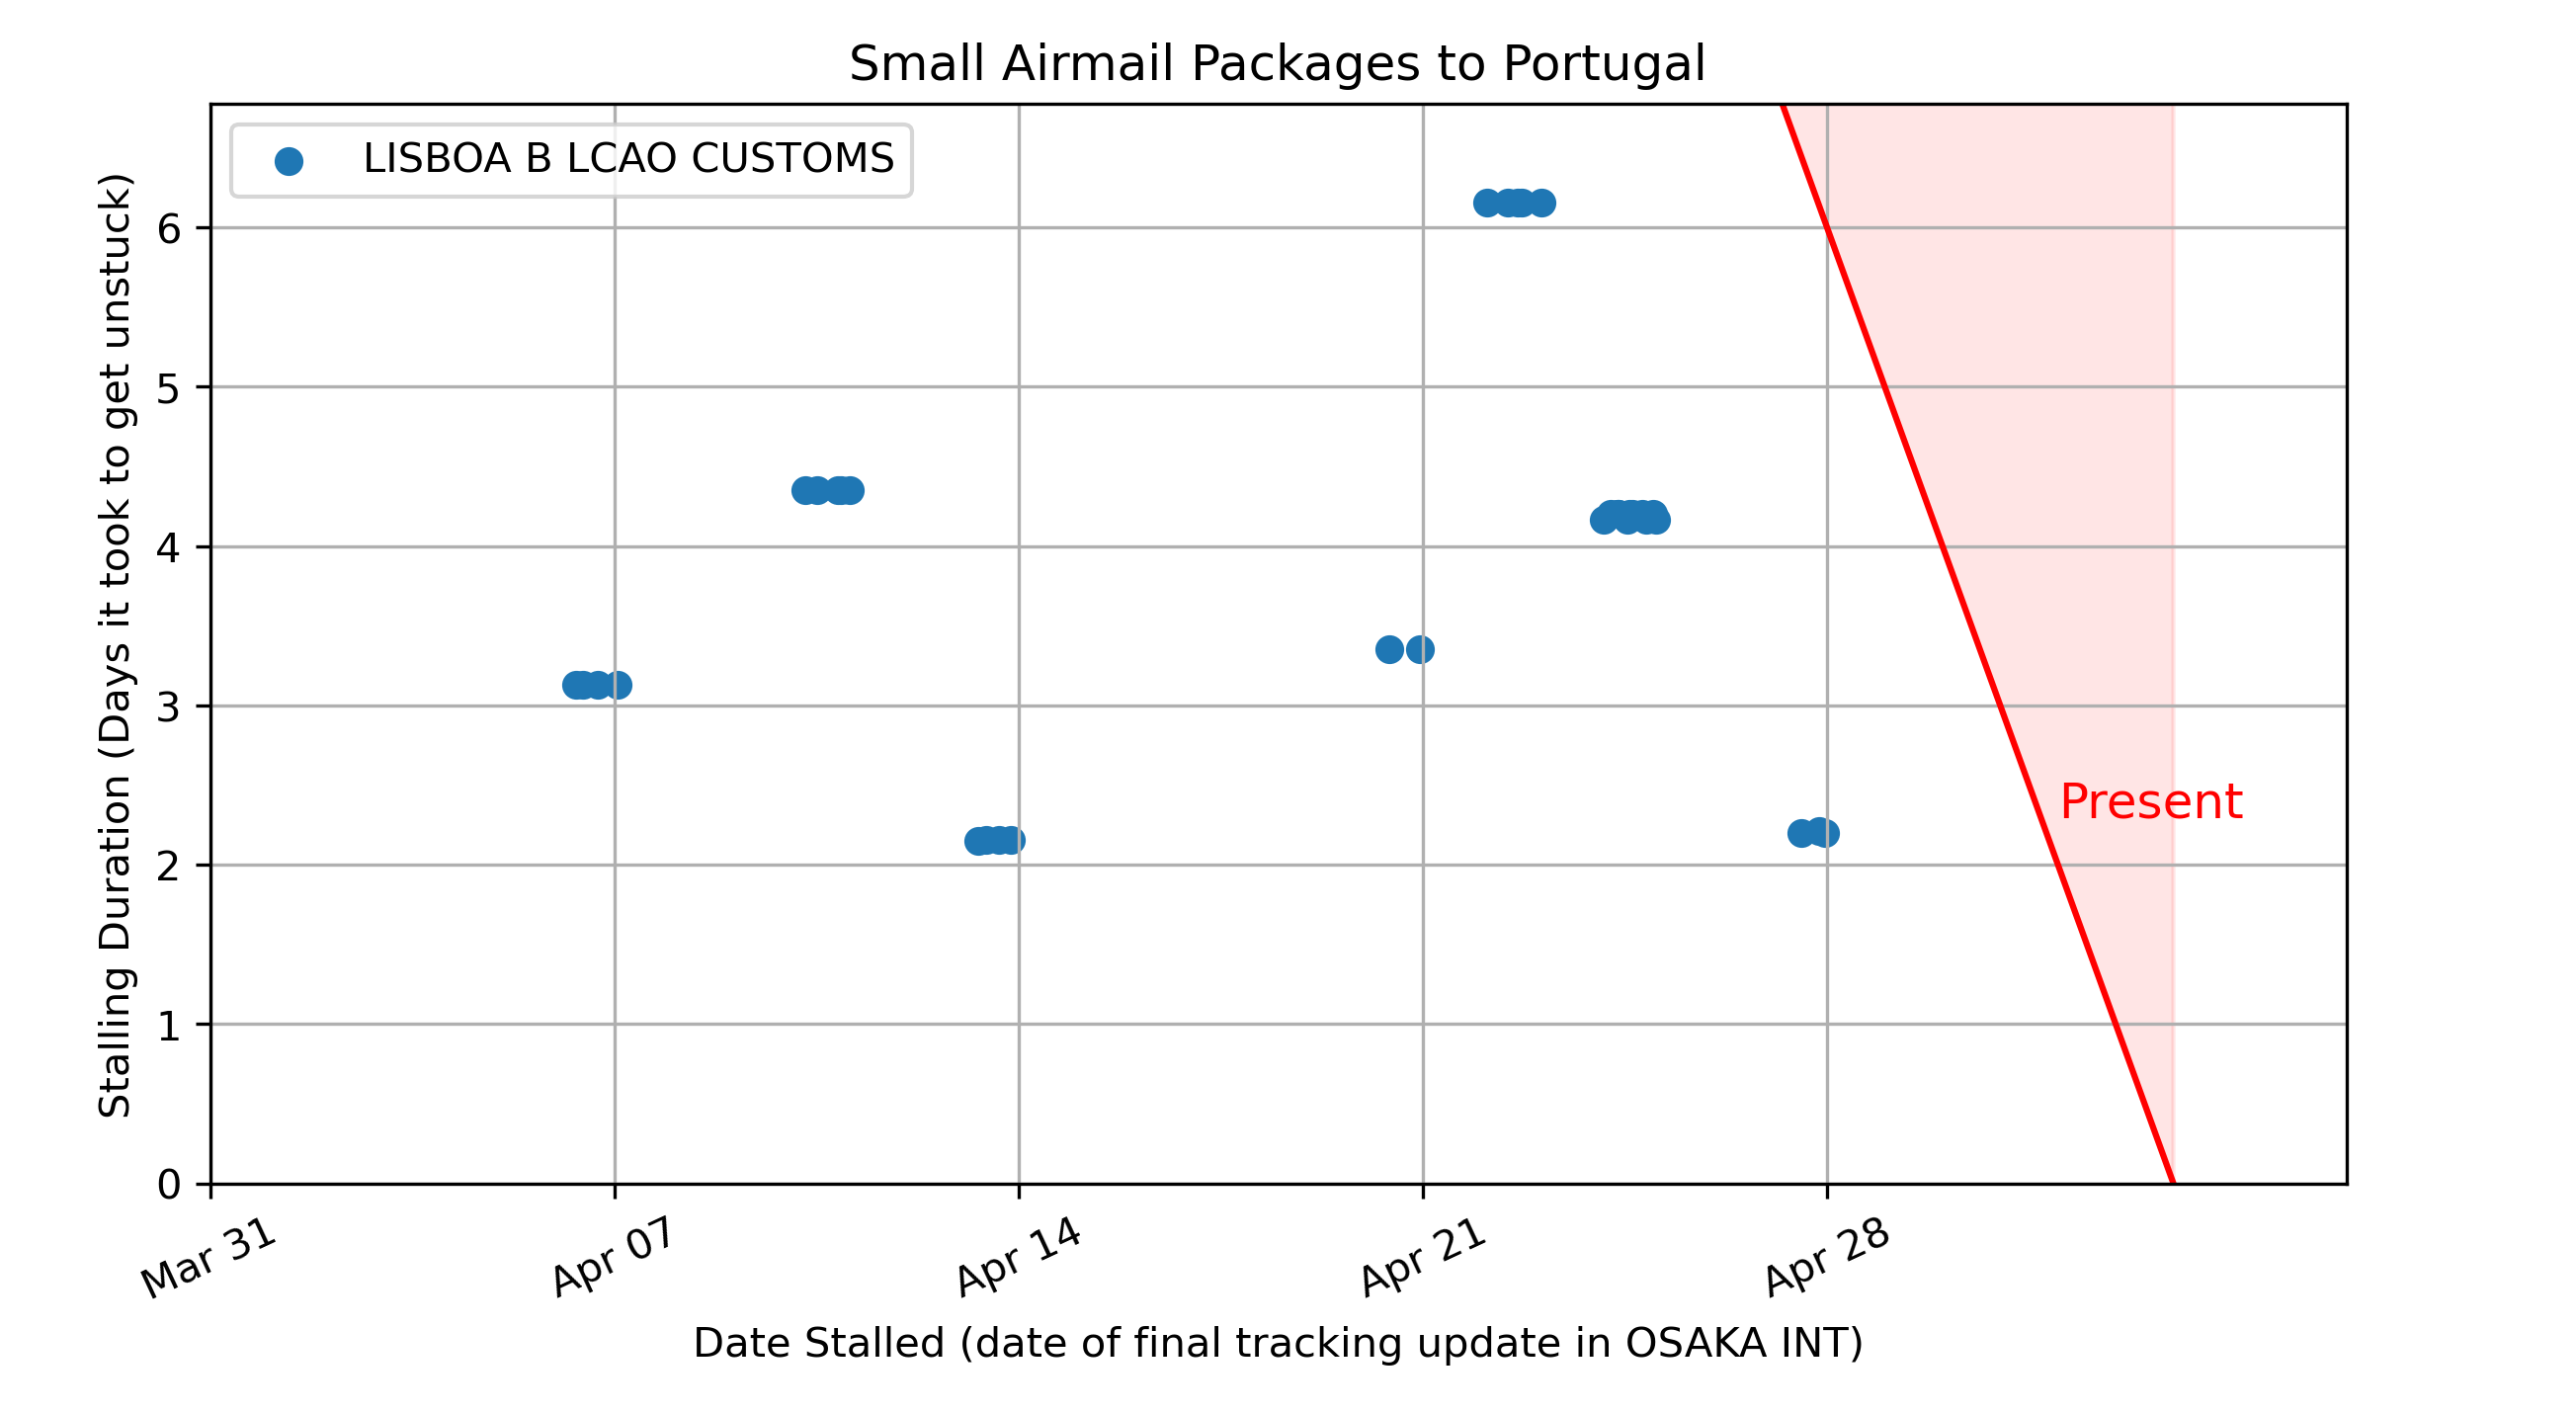 Small Airmail Packages to Portugal
LISBOA B LCAO CUSTOMS
Stalling Duration (Days it took to get unstuck)
6
5
4
3
2
1
0
Present
Mar 31
Apr 07
Apr 14
Apr 21
Apr 28
Date Stalled (date of final tracking update in OSAKA INT)